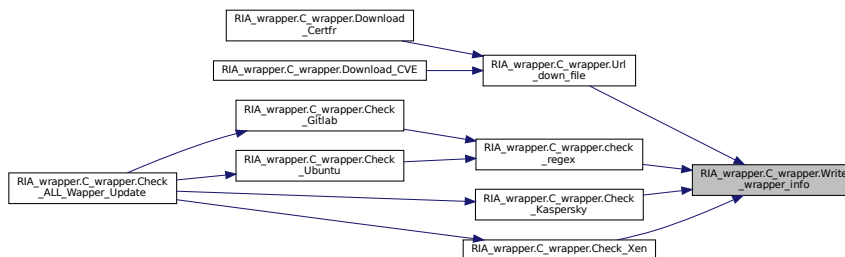 RIA_wrapper.C_wrapper.Download
_Certfr
RIA_wrapper.C_wrapper.Url
_down_file
RIA_wrapper.C_wrapper.Download_CVE
RIA_wrapper.C_wrapper.Check
_Gitlab
RIA_wrapper.C_wrapper.check
_regex
RIA_wrapper.C_wrapper.Check
_Ubuntu
RIA_wrapper.C_wrapper.Write
_wrapper_info
RIA_wrapper.C_wrapper.Check
_ALL_Wapper_Update
RIA_wrapper.C_wrapper.Check
_Kaspersky
RIA_wrapper.C_wrapper.Check_Xen